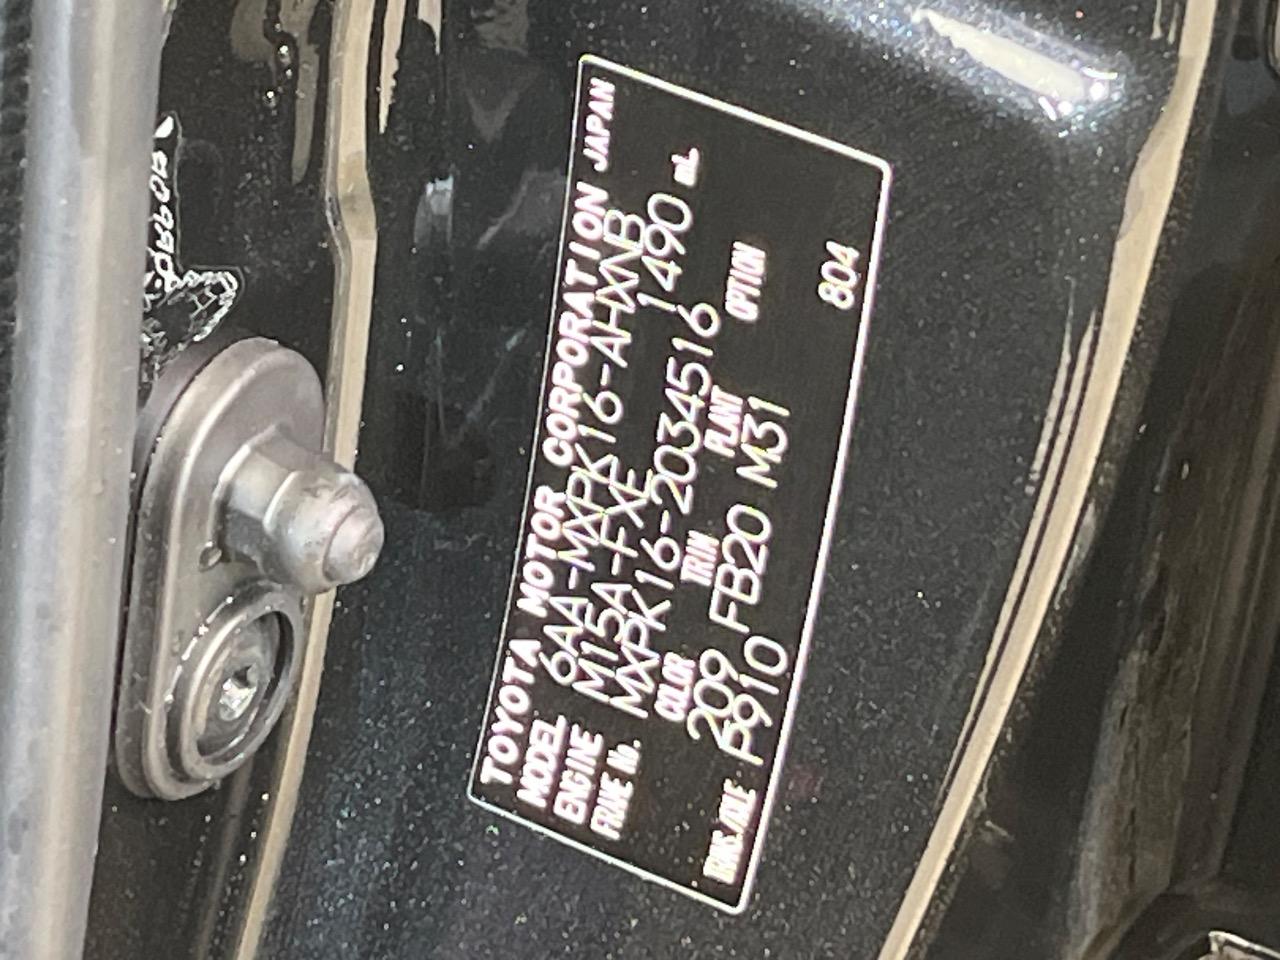 TOYOTA MOTOR CORPORATION JAPAN
MODEL 6AA-MXPK16-AHXNB
ENGINE M15A-FXE 1490 mL
FRAME No. MXPK16-2034516
COLOR TRIM PLANT OPTION
209 FB20 M31
TRANS./AXLE P910 804